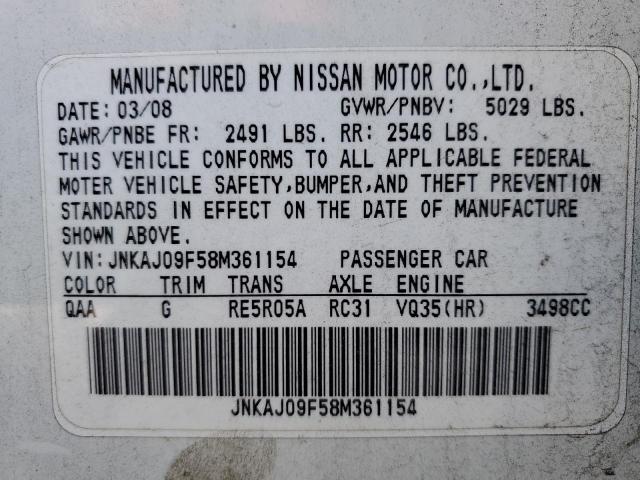 MANUFACTURED BY NISSAN MOTOR CO.,LTD.
DATE: 03/08 GVWR/PNBV: 5029 LBS.
GAWR/PNBE FR: 2491 LBS. RR: 2546 LBS.
THIS VEHICLE CONFORMS TO ALL APPLICABLE FEDERAL
MOTER VEHICLE SAFETY,BUMPER,AND THEFT PREVENTION
STANDARDS IN EFFECT ON THE DATE OF MANUFACTURE
SHOWN ABOVE.
VIN: JNKAJ09F58M361154 PASSENGER CAR
COLOR TRIM TRANS AXLE ENGINE
QAA G RE5R05A RC31 VQ35(HR) 3498CC
JNKAJ09F58M361154